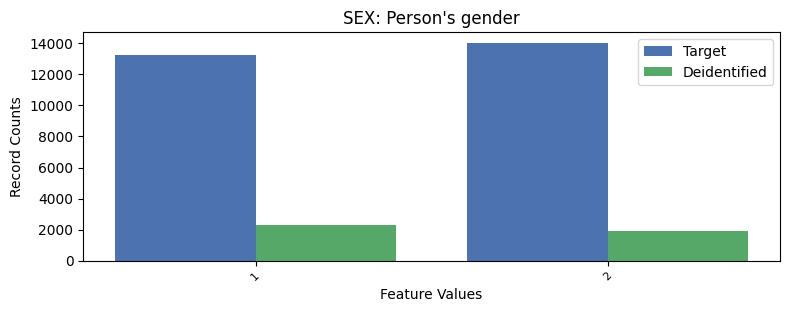 SEX: Person's gender
Target
Deidentified
Record Counts
14000
12000
10000
8000
6000
4000
2000
0
1
2
Feature Values